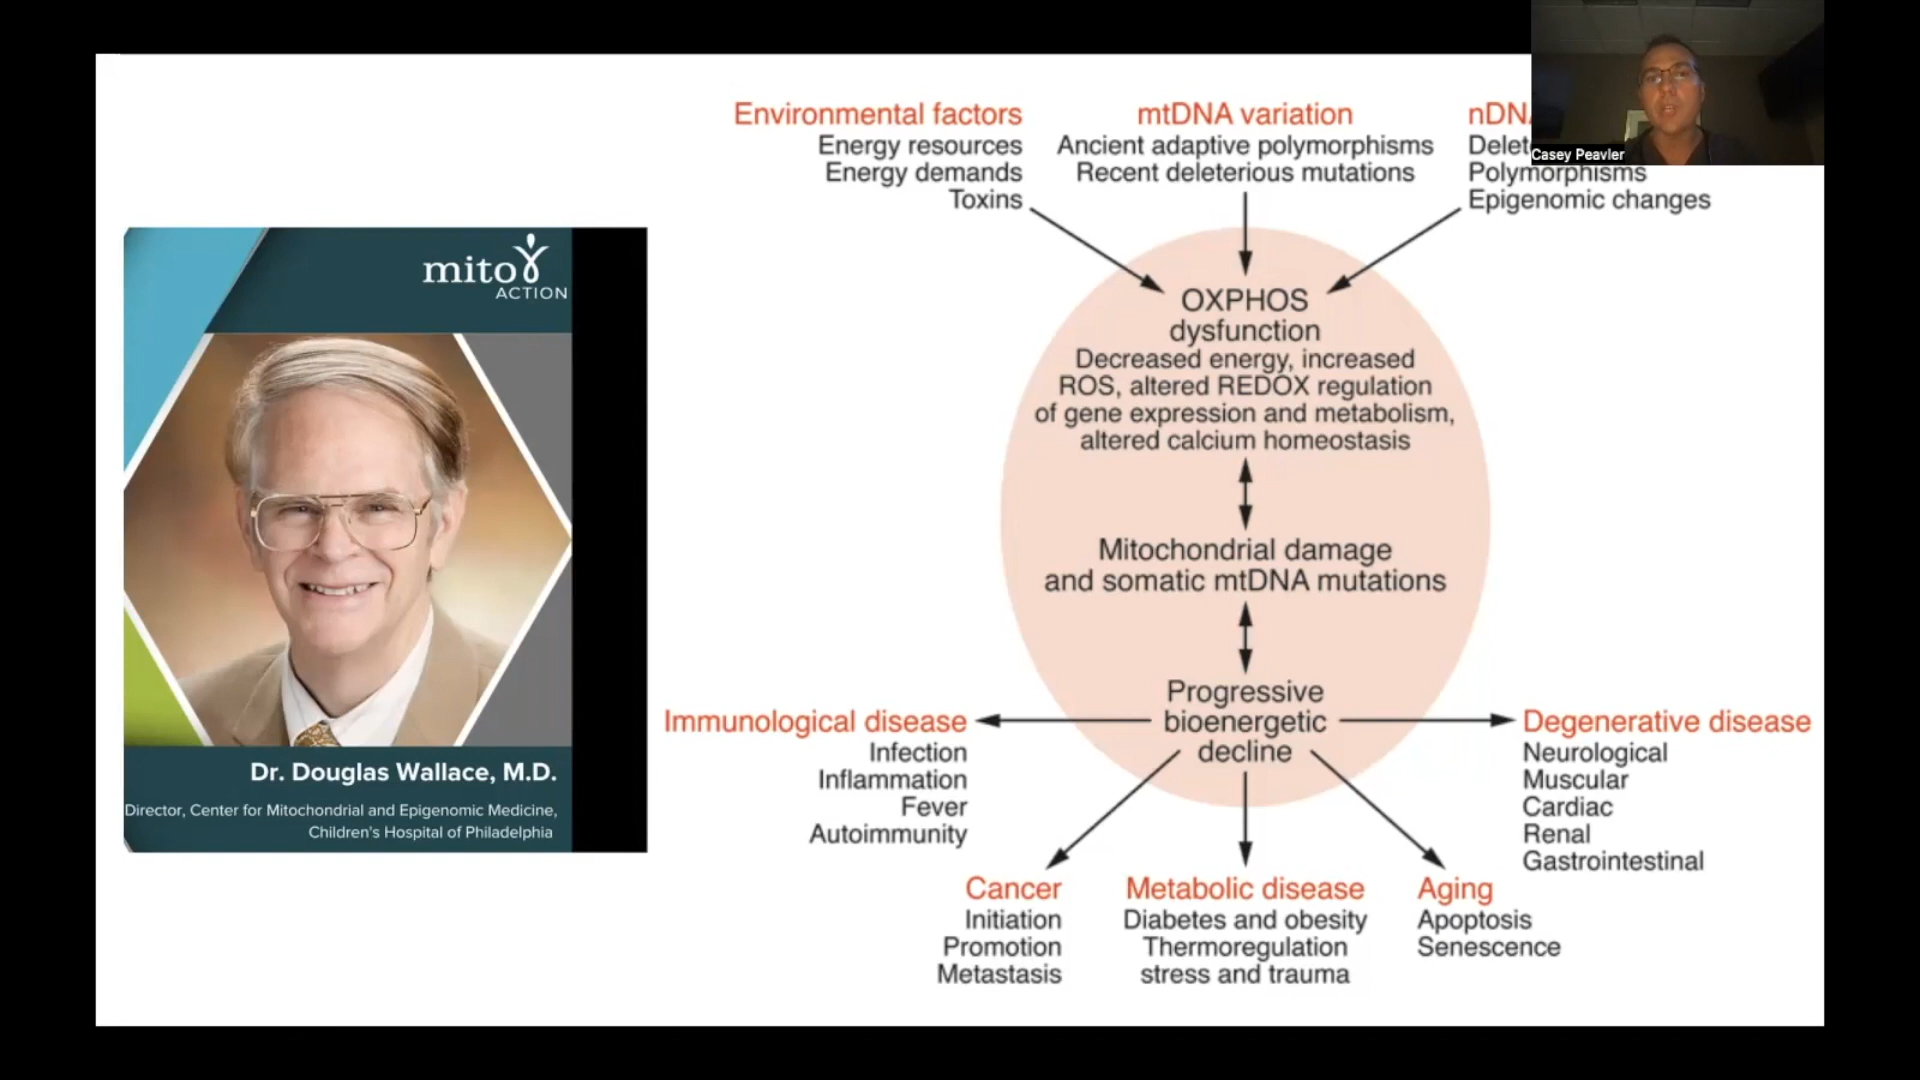 Environmental factors
Energy resources
Energy demands
Toxins
mtDNA variation
Ancient adaptive polymorphisms
Recent deleterious mutations
Polymorphisms
Epigenomic changes
Casey Peavler
mito
ACTION
Dr. Douglas Wallace, M.D.
Director, Center for Mitochondrial and Epigenomic Medicine,
Children's Hospital of Philadelphia
OXPHOS
dysfunction
Decreased energy, increased
ROS, altered REDOX regulation
of gene expression and metabolism,
altered calcium homeostasis
Mitochondrial damage
and somatic mtDNA mutations
Progressive
bioenergetic
decline
Immunological disease
Infection
Inflammation
Fever
Autoimmunity
Cancer
Initiation
Promotion
Metastasis
Metabolic disease
Diabetes and obesity
Thermoregulation
stress and trauma
Aging
Apoptosis
Senescence
Degenerative disease
Neurological
Muscular
Cardiac
Renal
Gastrointestinal